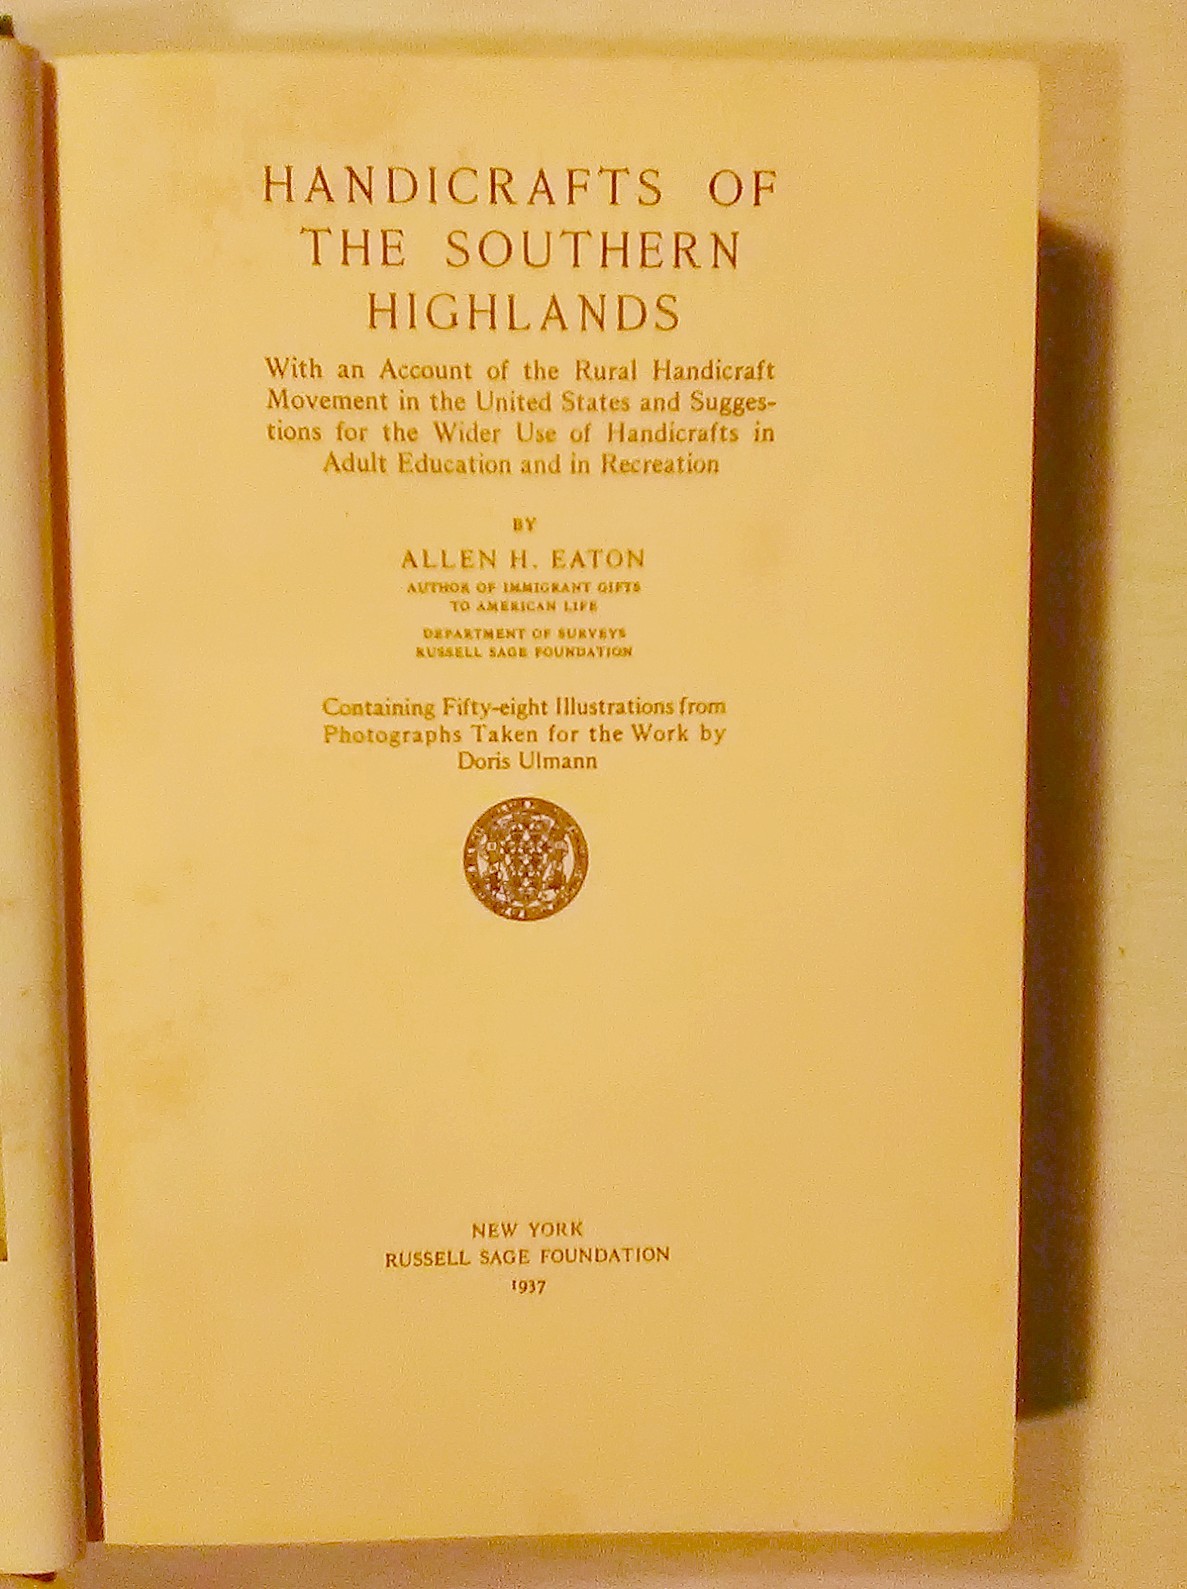 HANDICRAFTS OF
THE SOUTHERN
HIGHLANDS
With an Account of the Rural Handicraft
Movement in the United States and Sugges-
tions for the Wider Use of Handicrafts in
Adult Education and in Recreation
BY
ALLEN H. EATON
AUTHOR OF IMMIGRANT GIFTS
TO AMERICAN LIFE
DEPARTMENT OF SURVEYS
RUSSELL SAGE FOUNDATION
Containing Fifty-eight Illustrations from
Photographs Taken for the Work by
Doris Ulmann
NEW YORK
RUSSELL SAGE FOUNDATION
1937